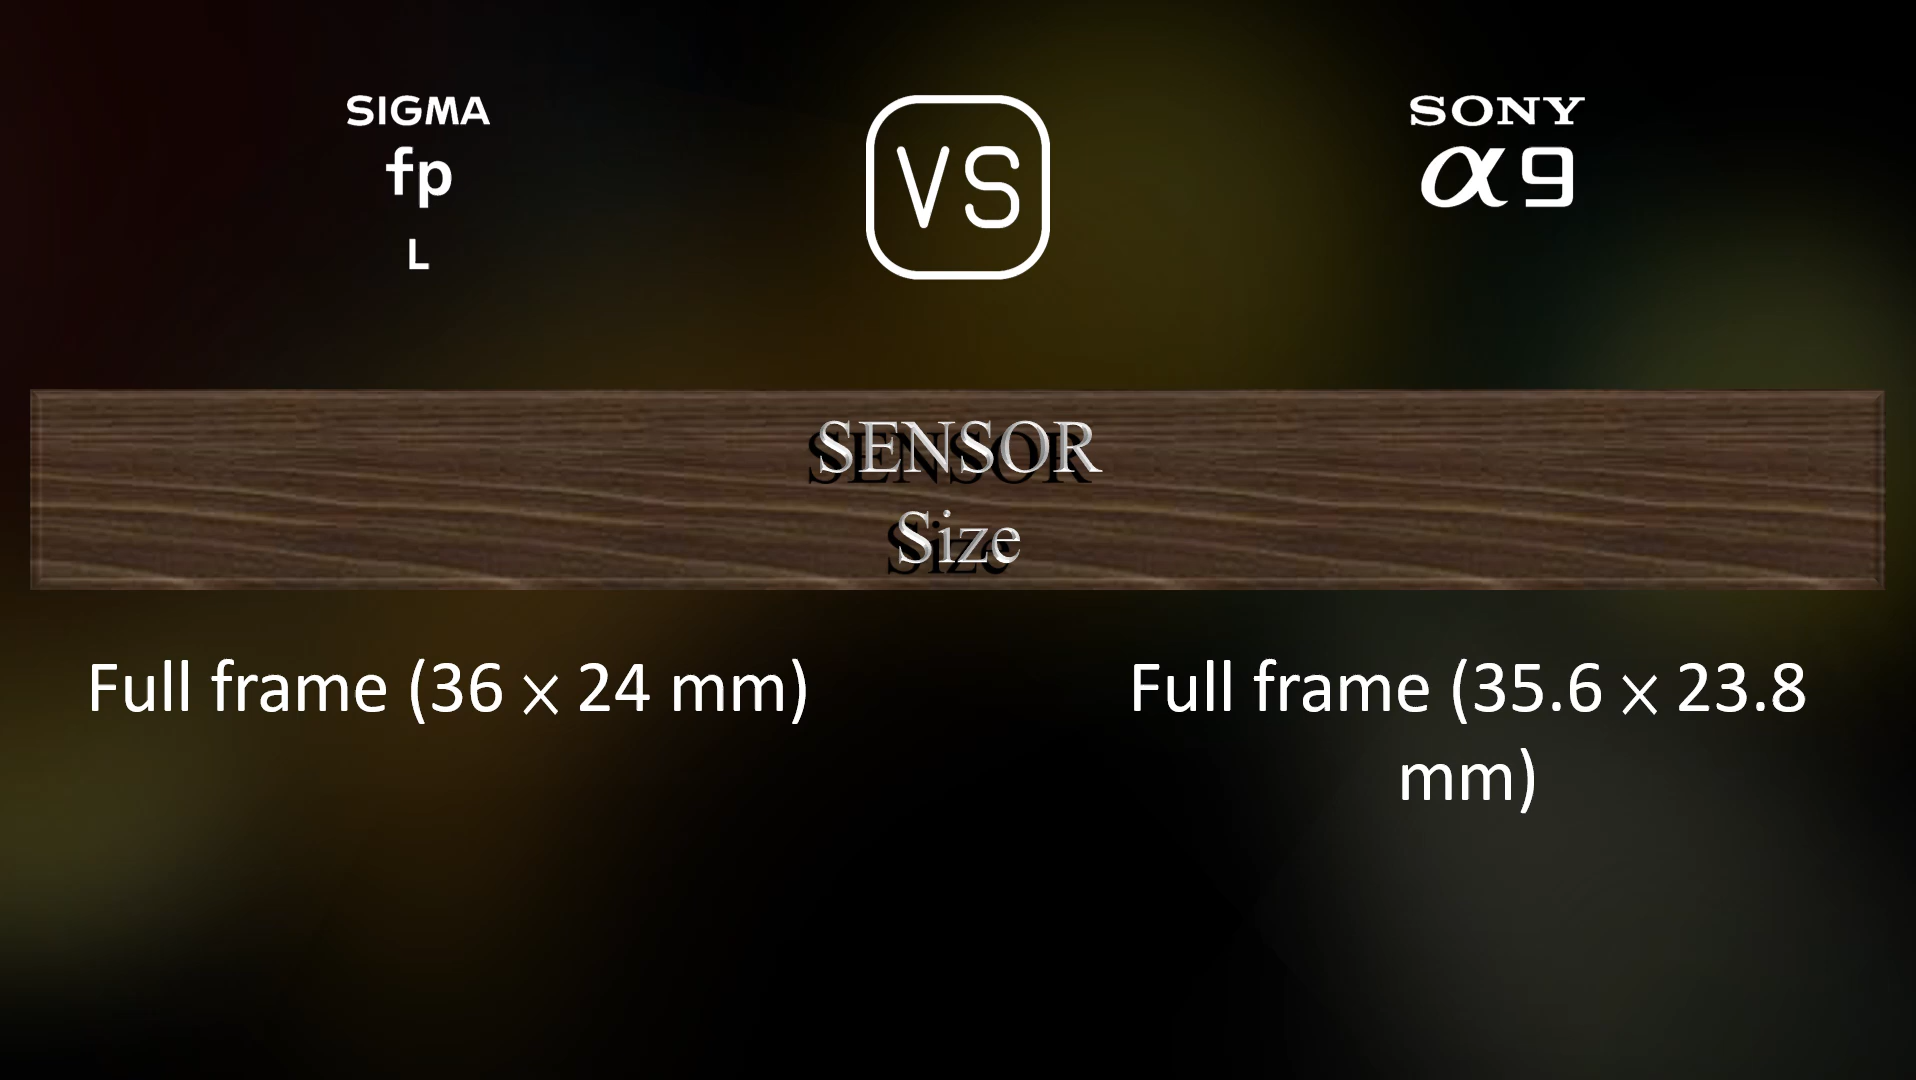 SIGMA
fp
L
VS
SONY
α9
SENSOR
Size
Full frame (36 x 24 mm)
Full frame (35.6 x 23.8
mm)